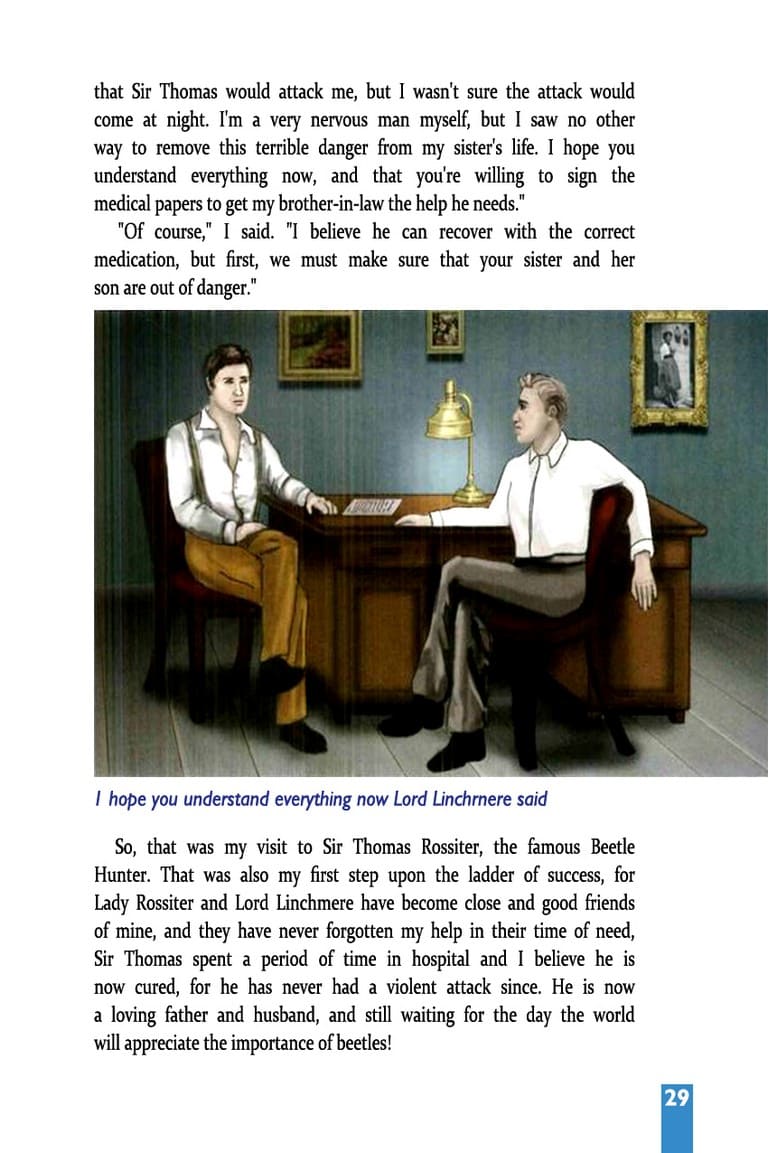 that Sir Thomas would attack me, but I wasn't sure the attack would
come at night. I'm a very nervous man myself, but I saw no other
way to remove this terrible danger from my sister's life. I hope you
understand everything now, and that you're willing to sign the
medical papers to get my brother-in-law the help he needs."
"Of course," I said. "I believe he can recover with the correct
medication, but first, we must make sure that your sister and her
son are out of danger."
I hope you understand everything now Lord Linchrnere said
So, that was my visit to Sir Thomas Rossiter, the famous Beetle
Hunter. That was also my first step upon the ladder of success, for
Lady Rossiter and Lord Linchmere have become close and good friends
of mine, and they have never forgotten my help in their time of need,
Sir Thomas spent a period of time in hospital and I believe he is
now cured, for he has never had a violent attack since. He is now
a loving father and husband, and still waiting for the day the world
will appreciate the importance of beetles!
29